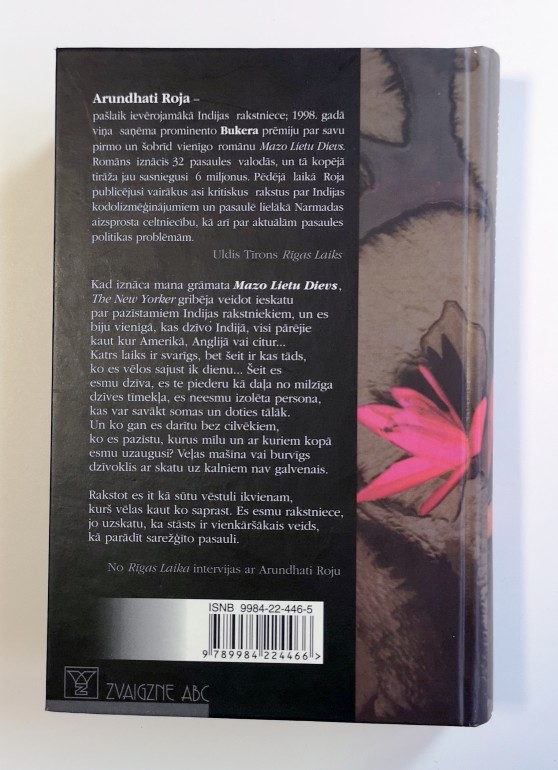 Arundhati Roja –
pašlaik ievērojamākā Indijas rakstniece; 1998. gadā
viņa saņēma prominento Bukera prēmiju par savu
pirmo un šobrīd vienīgo romānu Mazo Lietu Dievs.
Romāns iznācis 32 pasaules valodās, un tā kopējā
tirāža jau sasniegusi 6 miljonus. Pēdējā laikā Roja
publicējusi vairākus asi kritiskus rakstus par Indijas
kodolizmēģinājumiem un pasaulē lielākā Narmadas
aizsprosta celtniecību, kā arī par aktuālām pasaules
politikas problēmām.
Uldis Tīrons Rīgas Laiks
Kad iznāca mana grāmata Mazo Lietu Dievs,
The New Yorker gribēja veidot ieskatu
par pazīstamiem Indijas rakstniekiem, un es
biju vienīgā, kas dzīvo Indijā, visi pārējie
kaut kur Amerikā, Anglijā vai citur...
Katrs laiks ir svarīgs, bet šeit ir kas tāds,
ko es vēlos sajust ik dienu... Šeit es
esmu dzīva, es te piederu kā daļa no milzīga
dzīves tīmekļa, es neesmu izolēta persona,
kas var savākt somas un doties tālāk.
Un ko gan es darītu bez cilvēkiem,
ko es pazīstu, kurus mīlu un ar kuriem kopā
esmu uzaugusi? Veļas mašīna vai burvīgs
dzīvoklis ar skatu uz kalniem nav galvenais.
Rakstot es it kā sūtu vēstuli ikvienam,
kurš vēlas kaut ko saprast. Es esmu rakstniece,
jo uzskatu, ka stāsts ir vienkāršākais veids,
kā parādīt sarežģīto pasauli.
No Rīgas Laika intervijas ar Arundhati Roju
ISNB 9984-22-446-5
9 789984 224466 >
ZVAIGZNE ABC